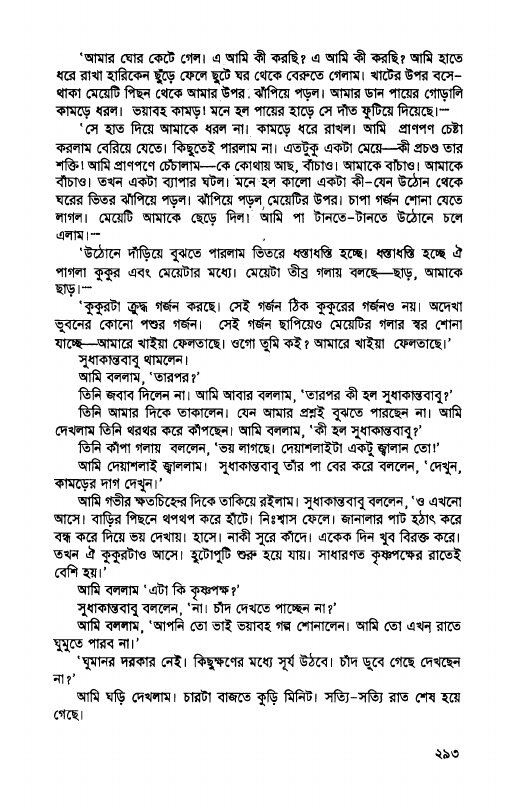 ‘আমার ঘোর কেটে গেল। এ আমি কী করছি? এ আমি কী করছি? আমি হাতে
ধরে রাখা হারিকেন ছুঁড়ে ফেলে ছুটে ঘর থেকে বেরুতে গেলাম। খাটের উপর বসে-
থাকা মেয়েটি পিছন থেকে আমার উপর ঝাঁপিয়ে পড়ল। আমার ডান পায়ের গোড়ালি
কামড়ে ধরল। ভয়াবহ কামড়! মনে হল পায়ের হাড়ে সে দাঁত ফুটিয়ে দিয়েছে।…
‘সে হাত দিয়ে আমাকে ধরল না। কামড়ে ধরে রাখল। আমি প্রাণপণ চেষ্টা
করলাম বেরিয়ে যেতে। কিছুতেই পারলাম না। এতটুকু একটা মেয়ে—কী প্রচণ্ড তার
শক্তি! আমি প্রাণপণে চেঁচালাম—কে কোথায় আছ, বাঁচাও। আমাকে বাঁচাও। আমাকে
বাঁচাও। তখন একটা ব্যাপার ঘটল। মনে হল কালো একটা কী-যেন উঠোন থেকে
ঘরের ভিতর ঝাঁপিয়ে পড়ল। ঝাঁপিয়ে পড়ল মেয়েটির উপর। চাপা গর্জন শোনা যেতে
লাগল। মেয়েটি আমাকে ছেড়ে দিল। আমি পা টানতে-টানতে উঠোনে চলে
এলাম।…
‘উঠোনে দাঁড়িয়ে বুঝতে পারলাম ভিতরে ধস্তাধস্তি হচ্ছে। ধস্তাধস্তি হচ্ছে ঐ
পাগলা কুকুর এবং মেয়েটার মধ্যে। মেয়েটা তীব্র গলায় বলছে—ছাড়, আমাকে
ছাড়।…
‘কুকুরটা ক্রুদ্ধ গর্জন করছে। সেই গর্জন ঠিক কুকুরের গর্জনও নয়। অদেখা
ভুবনের কোনো পশুর গর্জন। সেই গর্জন ছাপিয়েও মেয়েটির গলার স্বর শোনা
যাচ্ছে—আমারে খাইয়া ফেলতাছে। ওগো তুমি কই? আমারে খাইয়া ফেলতাছে।’
সুধাকান্তবাবু থামলেন।
আমি বললাম, ‘তারপর?’
তিনি জবাব দিলেন না। আমি আবার বললাম, ‘তারপর কী হল সুধাকান্তবাবু?’
তিনি আমার দিকে তাকালেন। যেন আমার প্রশ্নই বুঝতে পারছেন না। আমি
দেখলাম তিনি থরথর করে কাঁপছেন। আমি বললাম, ‘কী হল সুধাকান্তবাবু?’
তিনি কাঁপা গলায় বললেন, ‘ভয় লাগছে। দেয়াশলাইটা একটু জ্বালান তো!’
আমি দেয়াশলাই জ্বাললাম। সুধাকান্তবাবু তাঁর পা বের করে বললেন, ‘দেখুন,
কামড়ের দাগ দেখুন।’
আমি গভীর ক্ষতচিহ্নের দিকে তাকিয়ে রইলাম। সুধাকান্তবাবু বললেন, ‘ও এখনো
আসে। বাড়ির পিছনে থপথপ করে হাঁটে। নিঃশ্বাস ফেলে। জানালার পাট হঠাৎ করে
বন্ধ করে দিয়ে ভয় দেখায়। হাসে। নাকী সুরে কাঁদে। একেক দিন খুব বিরক্ত করে।
তখন ঐ কুকুরটাও আসে। হুটোপুটি শুরু হয়ে যায়। সাধারণত কৃষ্ণপক্ষের রাতেই
বেশি হয়।’
আমি বললাম ‘এটা কি কৃষ্ণপক্ষ?’
সুধাকান্তবাবু বললেন, ‘না। চাঁদ দেখতে পাচ্ছেন না?’
আমি বললাম, ‘আপনি তো ভাই ভয়াবহ গল্প শোনালেন। আমি তো এখন রাতে
ঘুমুতে পারব না।’
‘ঘুমানর দরকার নেই। কিছুক্ষণের মধ্যে সূর্য উঠবে। চাঁদ ডুবে গেছে দেখছেন
না?’
আমি ঘড়ি দেখলাম। চারটা বাজতে কুড়ি মিনিট। সত্যি-সত্যি রাত শেষ হয়ে
গেছে।
২৯৩